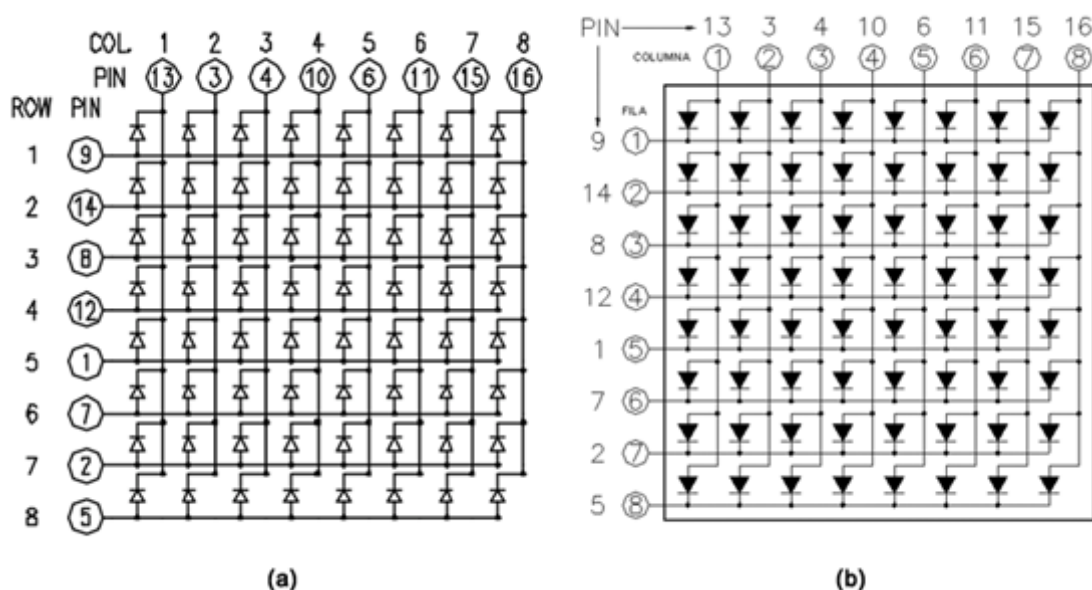 COL. 1 2 3 4 5 6 7 8
PIN 13 3 4 10 6 11 15 16
ROW PIN
1 9
2 14
3 8
4 12
5 1
6 7
7 2
8 5
(a)
PIN 13 3 4 10 6 11 15 16
COLUMNA 1 2 3 4 5 6 7 8
FILA
9 1
14 2
8 3
12 4
1 5
7 6
2 7
5 8
(b)